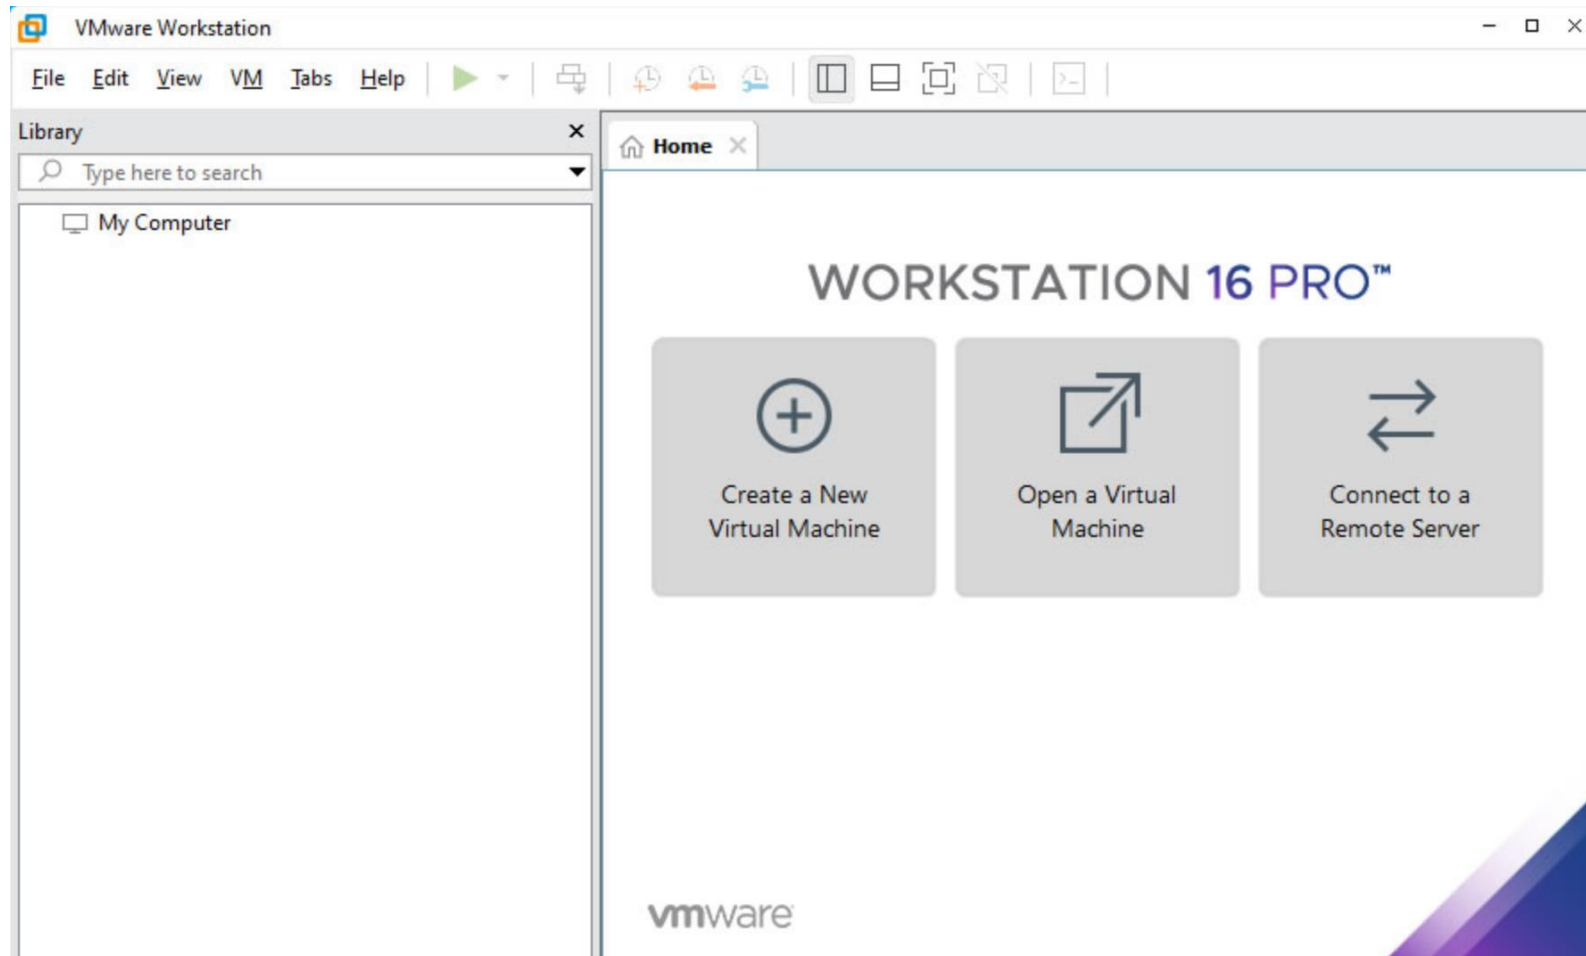 VMware Workstation
File Edit View VM Tabs Help
Library
Home
Type here to search
My Computer
WORKSTATION 16 PRO™
Create a New
Virtual Machine
Open a Virtual
Machine
Connect to a
Remote Server
vmware